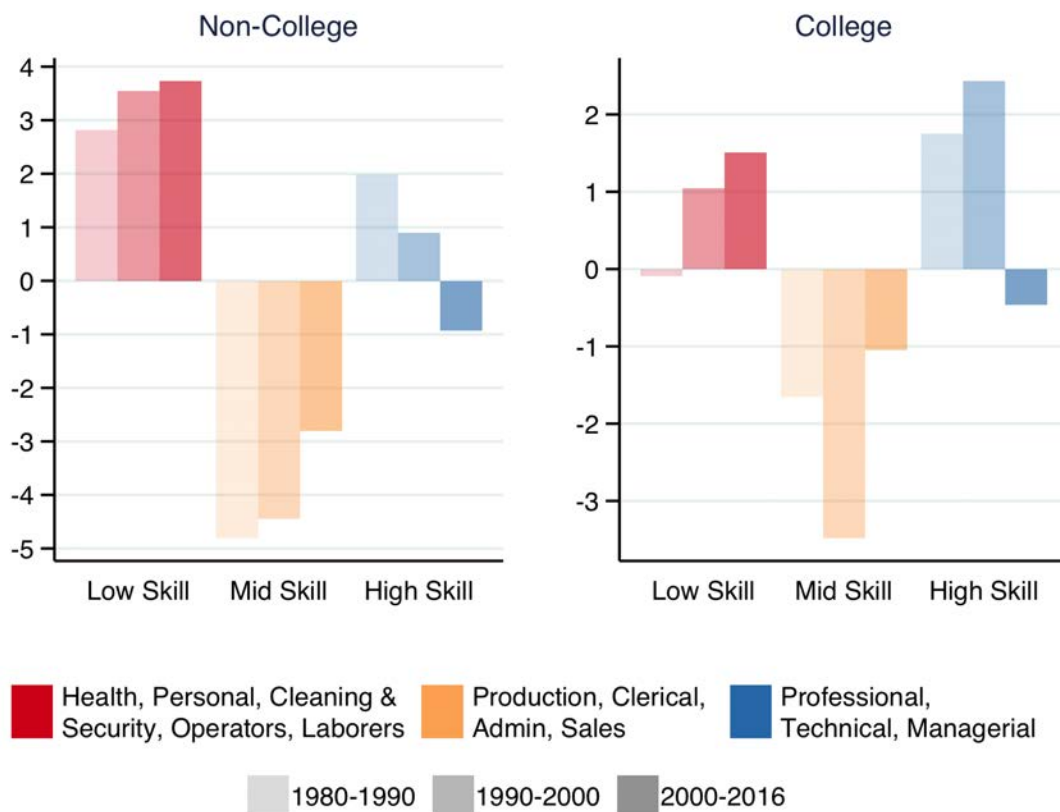 Non-College
4
3
2
1
0
-1
-2
-3
-4
-5
Low Skill Mid Skill High Skill
College
2
1
0
-1
-2
-3
Low Skill Mid Skill High Skill
Health, Personal, Cleaning &
Security, Operators, Laborers
Production, Clerical,
Admin, Sales
Professional,
Technical, Managerial
1980-1990 1990-2000 2000-2016